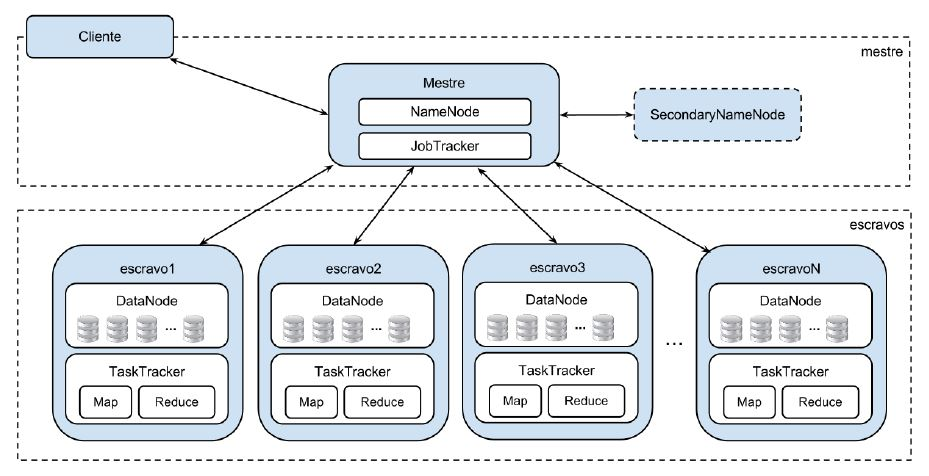 Cliente
mestre
Mestre
NameNode
SecondaryNameNode
JobTracker
escravos
escravo1
DataNode
...
TaskTracker
Map
Reduce
escravo2
DataNode
...
TaskTracker
Map
Reduce
escravo3
DataNode
...
TaskTracker
Map
Reduce
...
escravoN
DataNode
...
TaskTracker
Map
Reduce